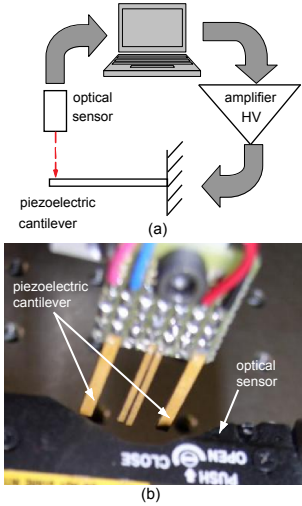 optical
sensor
amplifier
HV
piezoelectric
cantilever
(a)
piezoelectric
cantilever
optical
sensor
OPEN
CLOSE
PUSH
(b)